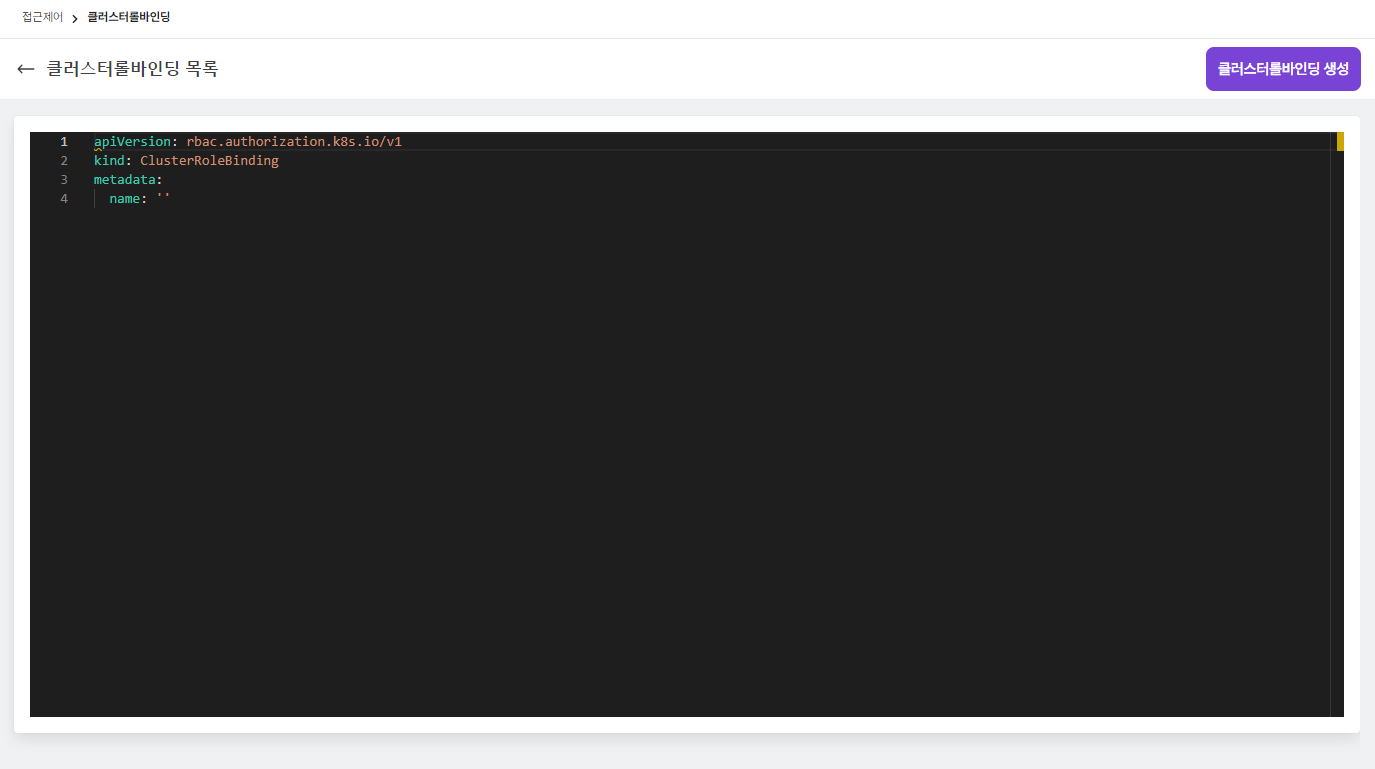 접근제어 > 클러스터롤바인딩
← 클러스터롤바인딩 목록
클러스터롤바인딩 생성
1 apiVersion: rbac.authorization.k8s.io/v1
2 kind: ClusterRoleBinding
3 metadata:
4   name: ''